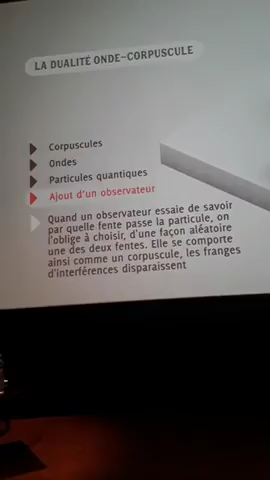 LA DUALITÉ ONDE-CORPUSCULE
Corpuscules
Ondes
Particules quantiques
Ajout d'un observateur
Quand un observateur essaie de savoir
par quelle fente passe la particule, on
l'oblige à choisir, d'une façon aléatoire
une des deux fentes. Elle se comporte
ainsi comme un corpuscule, les franges
d'interférences disparaissent